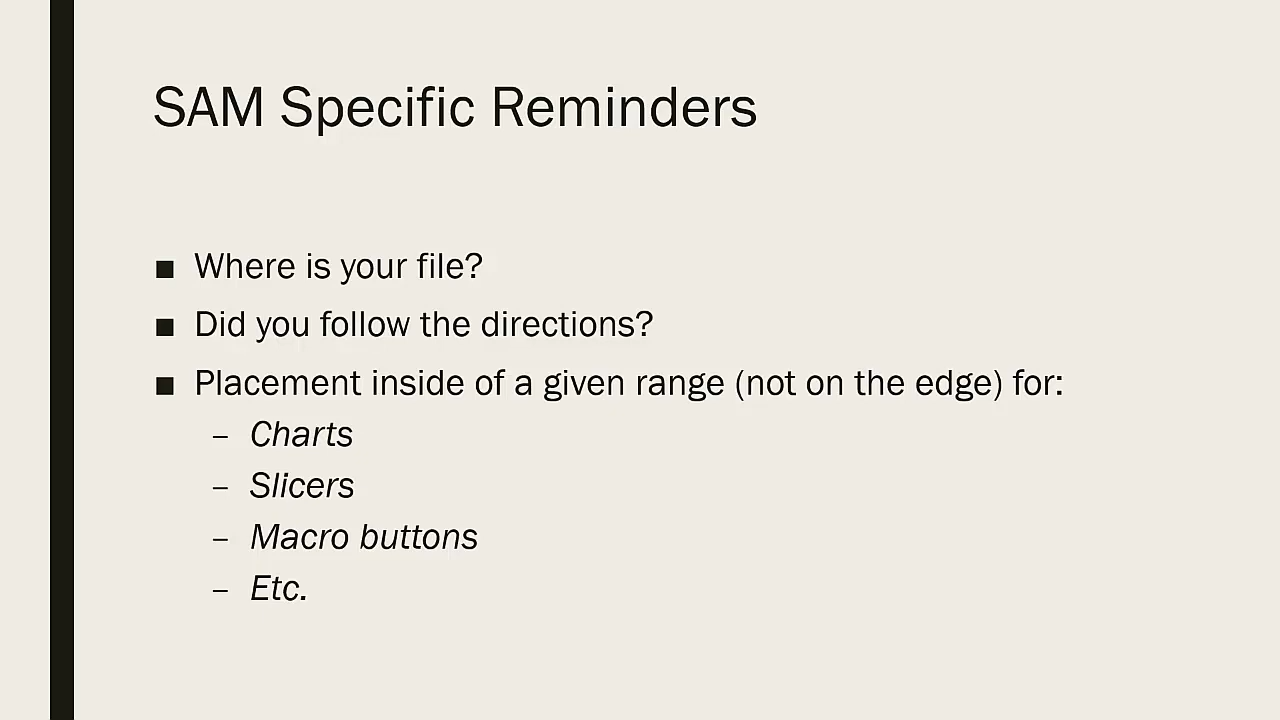 SAM Specific Reminders
■ Where is your file?
■ Did you follow the directions?
■ Placement inside of a given range (not on the edge) for:
– Charts
– Slicers
– Macro buttons
– Etc.